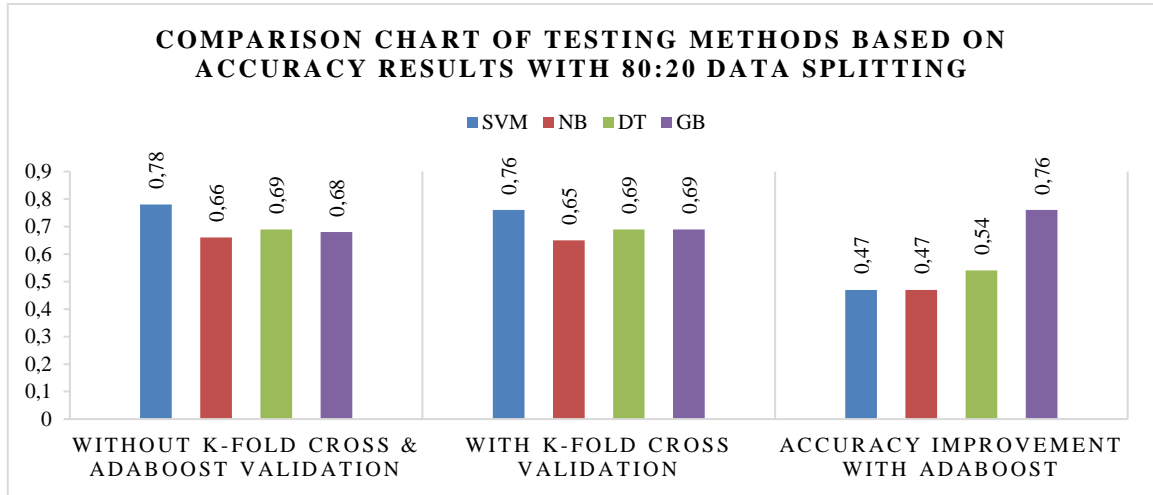 COMPARISON CHART OF TESTING METHODS BASED ON
ACCURACY RESULTS WITH 80:20 DATA SPLITTING
SVM NB DT GB
0,9
0,8
0,7
0,6
0,5
0,4
0,3
0,2
0,1
0
0,78
0,66
0,69
0,68
0,76
0,65
0,69
0,69
0,47
0,47
0,54
0,76
WITHOUT K-FOLD CROSS &
ADABOOST VALIDATION
WITH K-FOLD CROSS
VALIDATION
ACCURACY IMPROVEMENT
WITH ADABOOST